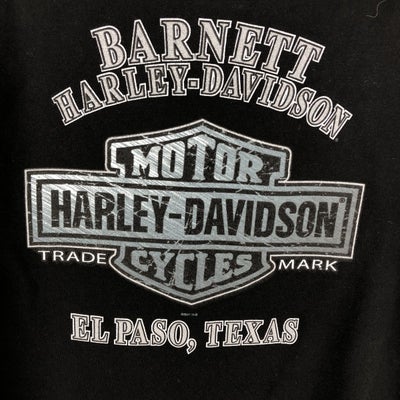 BARNETT
HARLEY-DAVIDSON®
MOTOR
HARLEY-DAVIDSON®
TRADE MARK
CYCLES
EL PASO, TEXAS